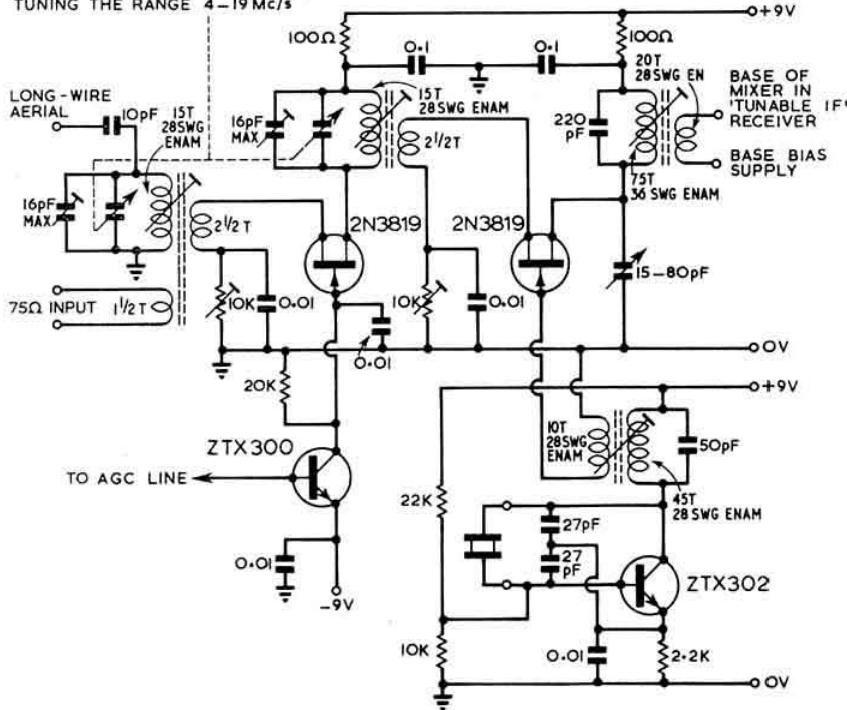 TUNING THE RANGE 4–19 Mc/s
+9V
100Ω
0·1
0·1
100Ω
20T
28SWG EN
BASE OF
MIXER IN
'TUNABLE IF'
RECEIVER
LONG-WIRE
AERIAL
10pF
15T
28SWG
ENAM
16pF
MAX
15T
28SWG ENAM
2½T
220
pF
BASE BIAS
SUPPLY
75T
36 SWG ENAM
16pF
MAX
2½T
2N3819
2N3819
15–80pF
75Ω INPUT
1½T
10K
0·01
0·01
10K
0·01
0V
20K
+9V
ZTX300
10T
28SWG
ENAM
50pF
TO AGC LINE
22K
45T
28 SWG ENAM
27pF
27
pF
0·01
-9V
ZTX302
10K
0·01
2·2K
0V